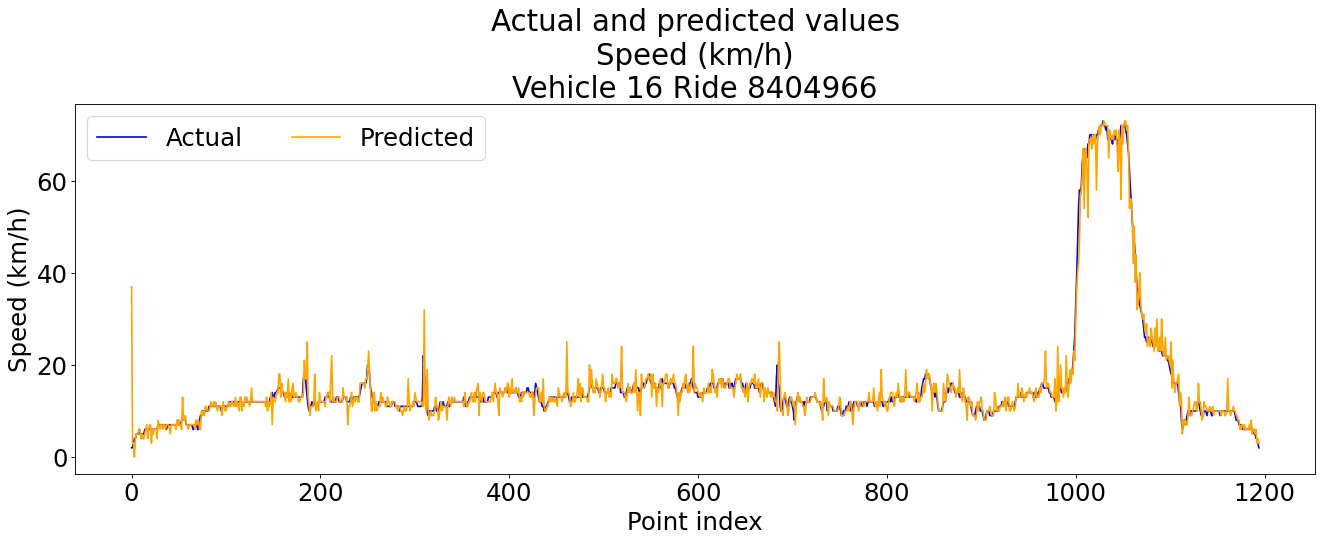 Actual and predicted values
Speed (km/h)
Vehicle 16 Ride 8404966
Actual
Predicted
Speed (km/h)
60
40
20
0
0
200
400
600
800
1000
1200
Point index